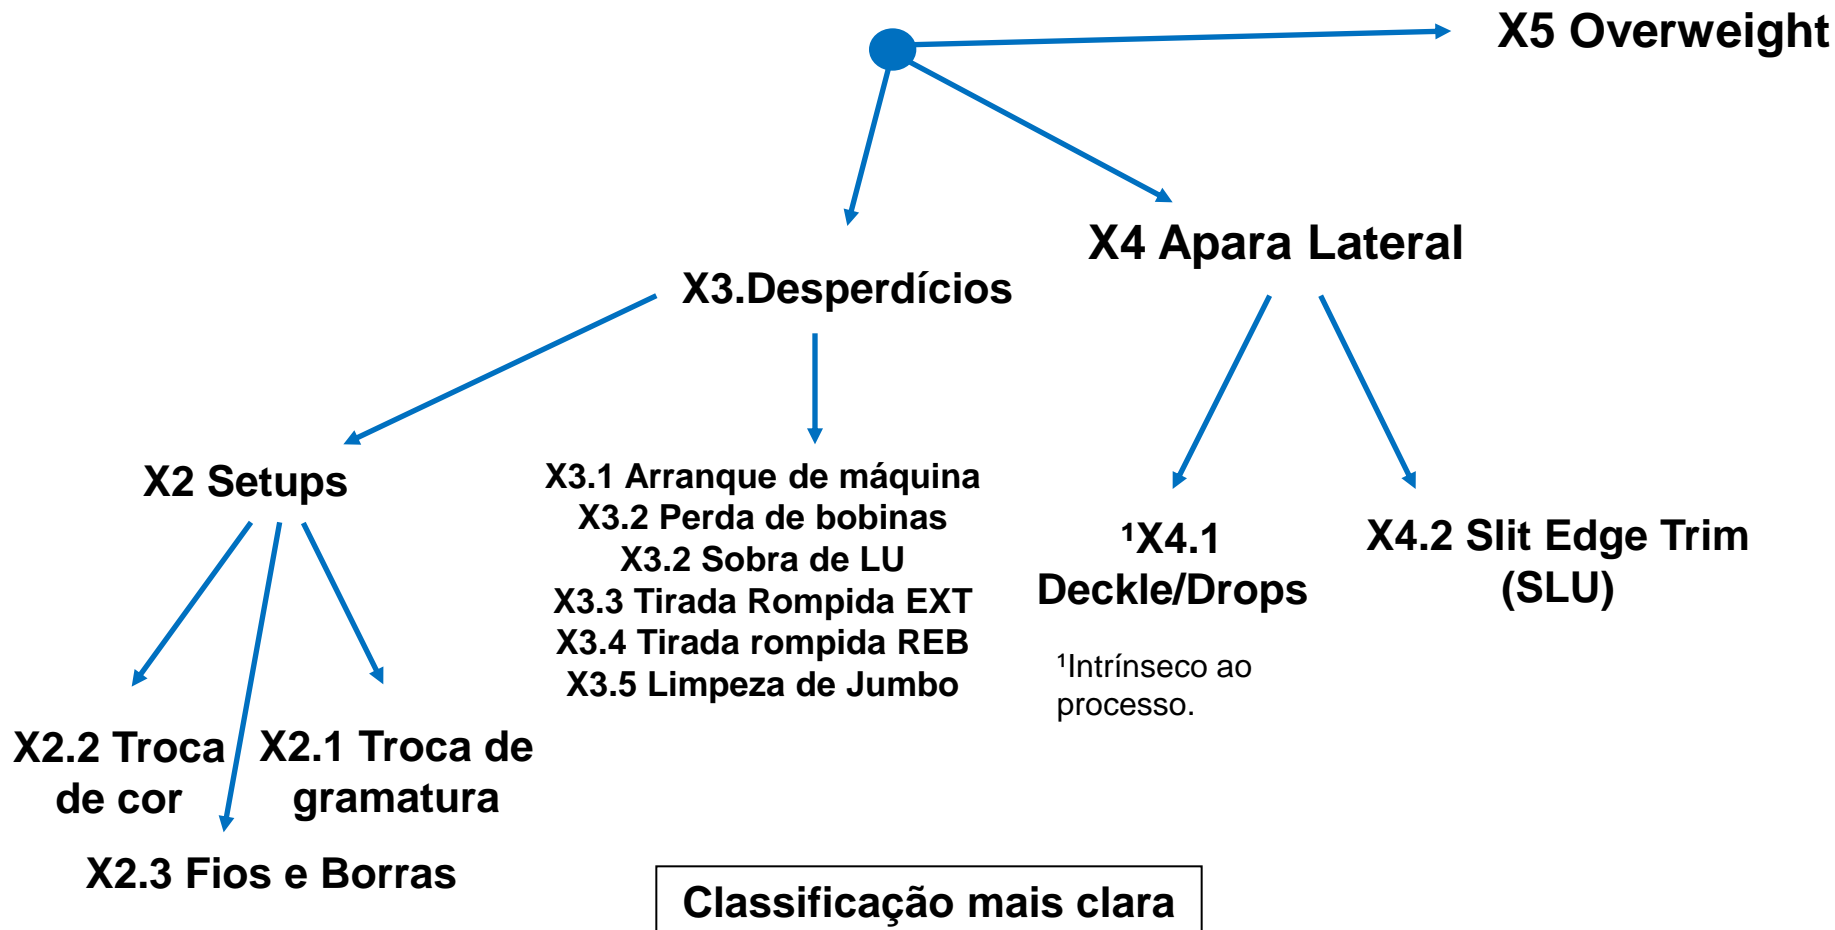 X5 Overweight
X4 Apara Lateral
X3.Desperdícios
X2 Setups
X3.1 Arranque de máquina
X3.2 Perda de bobinas
X3.2 Sobra de LU
X3.3 Tirada Rompida EXT
X3.4 Tirada rompida REB
X3.5 Limpeza de Jumbo
¹X4.1
Deckle/Drops
X4.2 Slit Edge Trim
(SLU)
¹Intrínseco ao
processo.
X2.2 Troca
de cor
X2.1 Troca de
gramatura
X2.3 Fios e Borras
Classificação mais clara